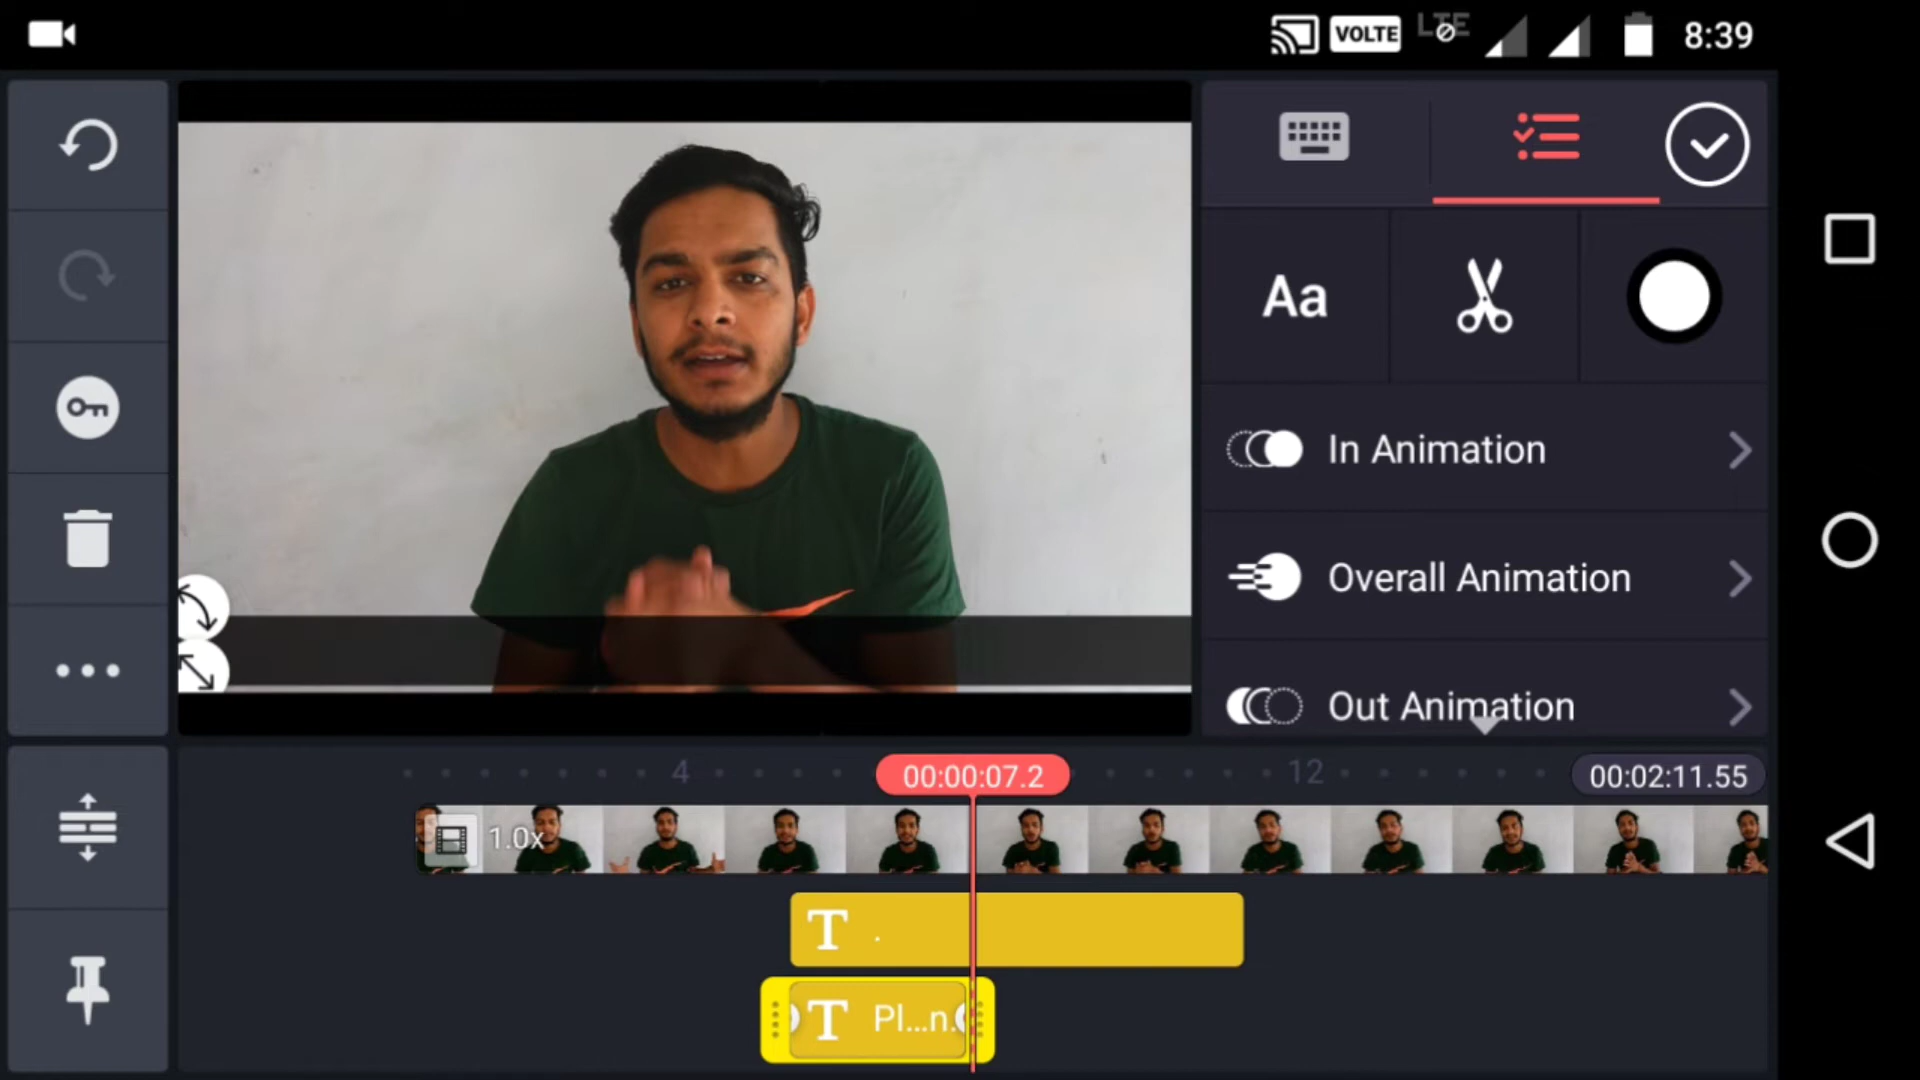 VOLTE LTE 8:39
Aa
In Animation
Overall Animation
Out Animation
4 00:00:07.2 12 00:02:11.55
1.0x
T .
T Pl...n.